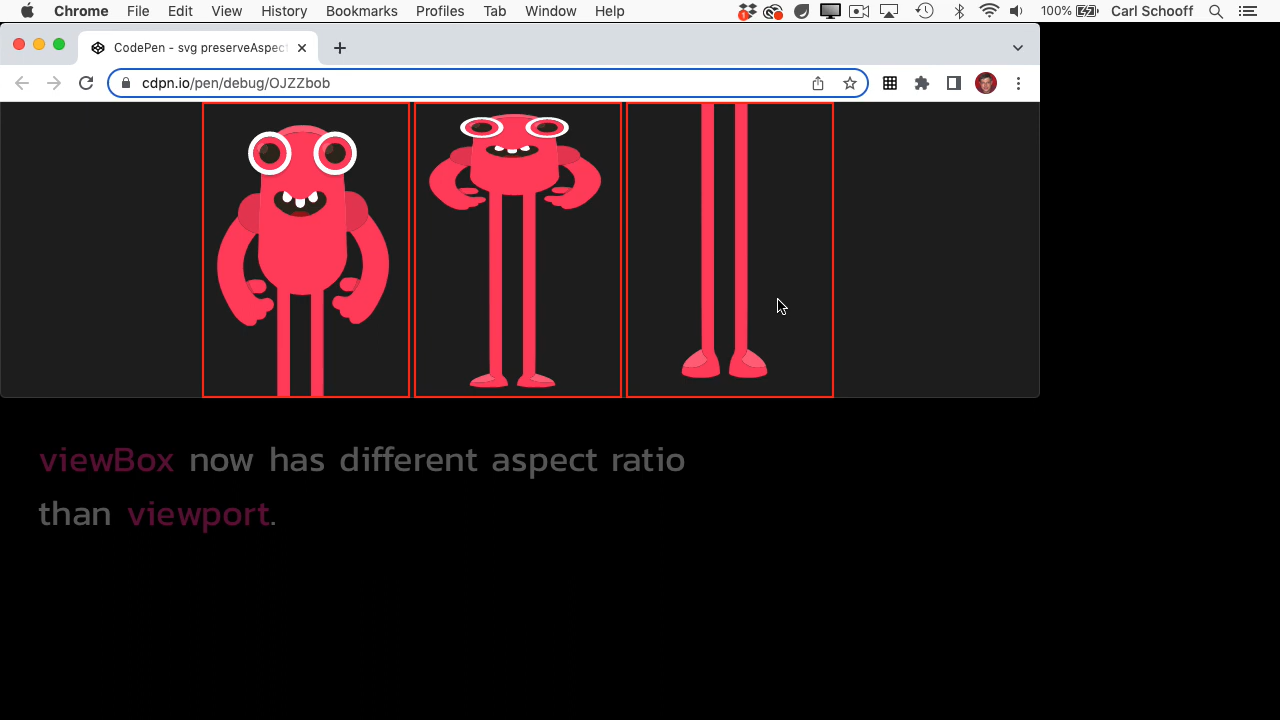 Chrome File Edit View History Bookmarks Profiles Tab Window Help 100% Carl Schooff
CodePen - svg preserveAspect
cdpn.io/pen/debug/OJZZbob
viewBox now has different aspect ratio
than viewport.